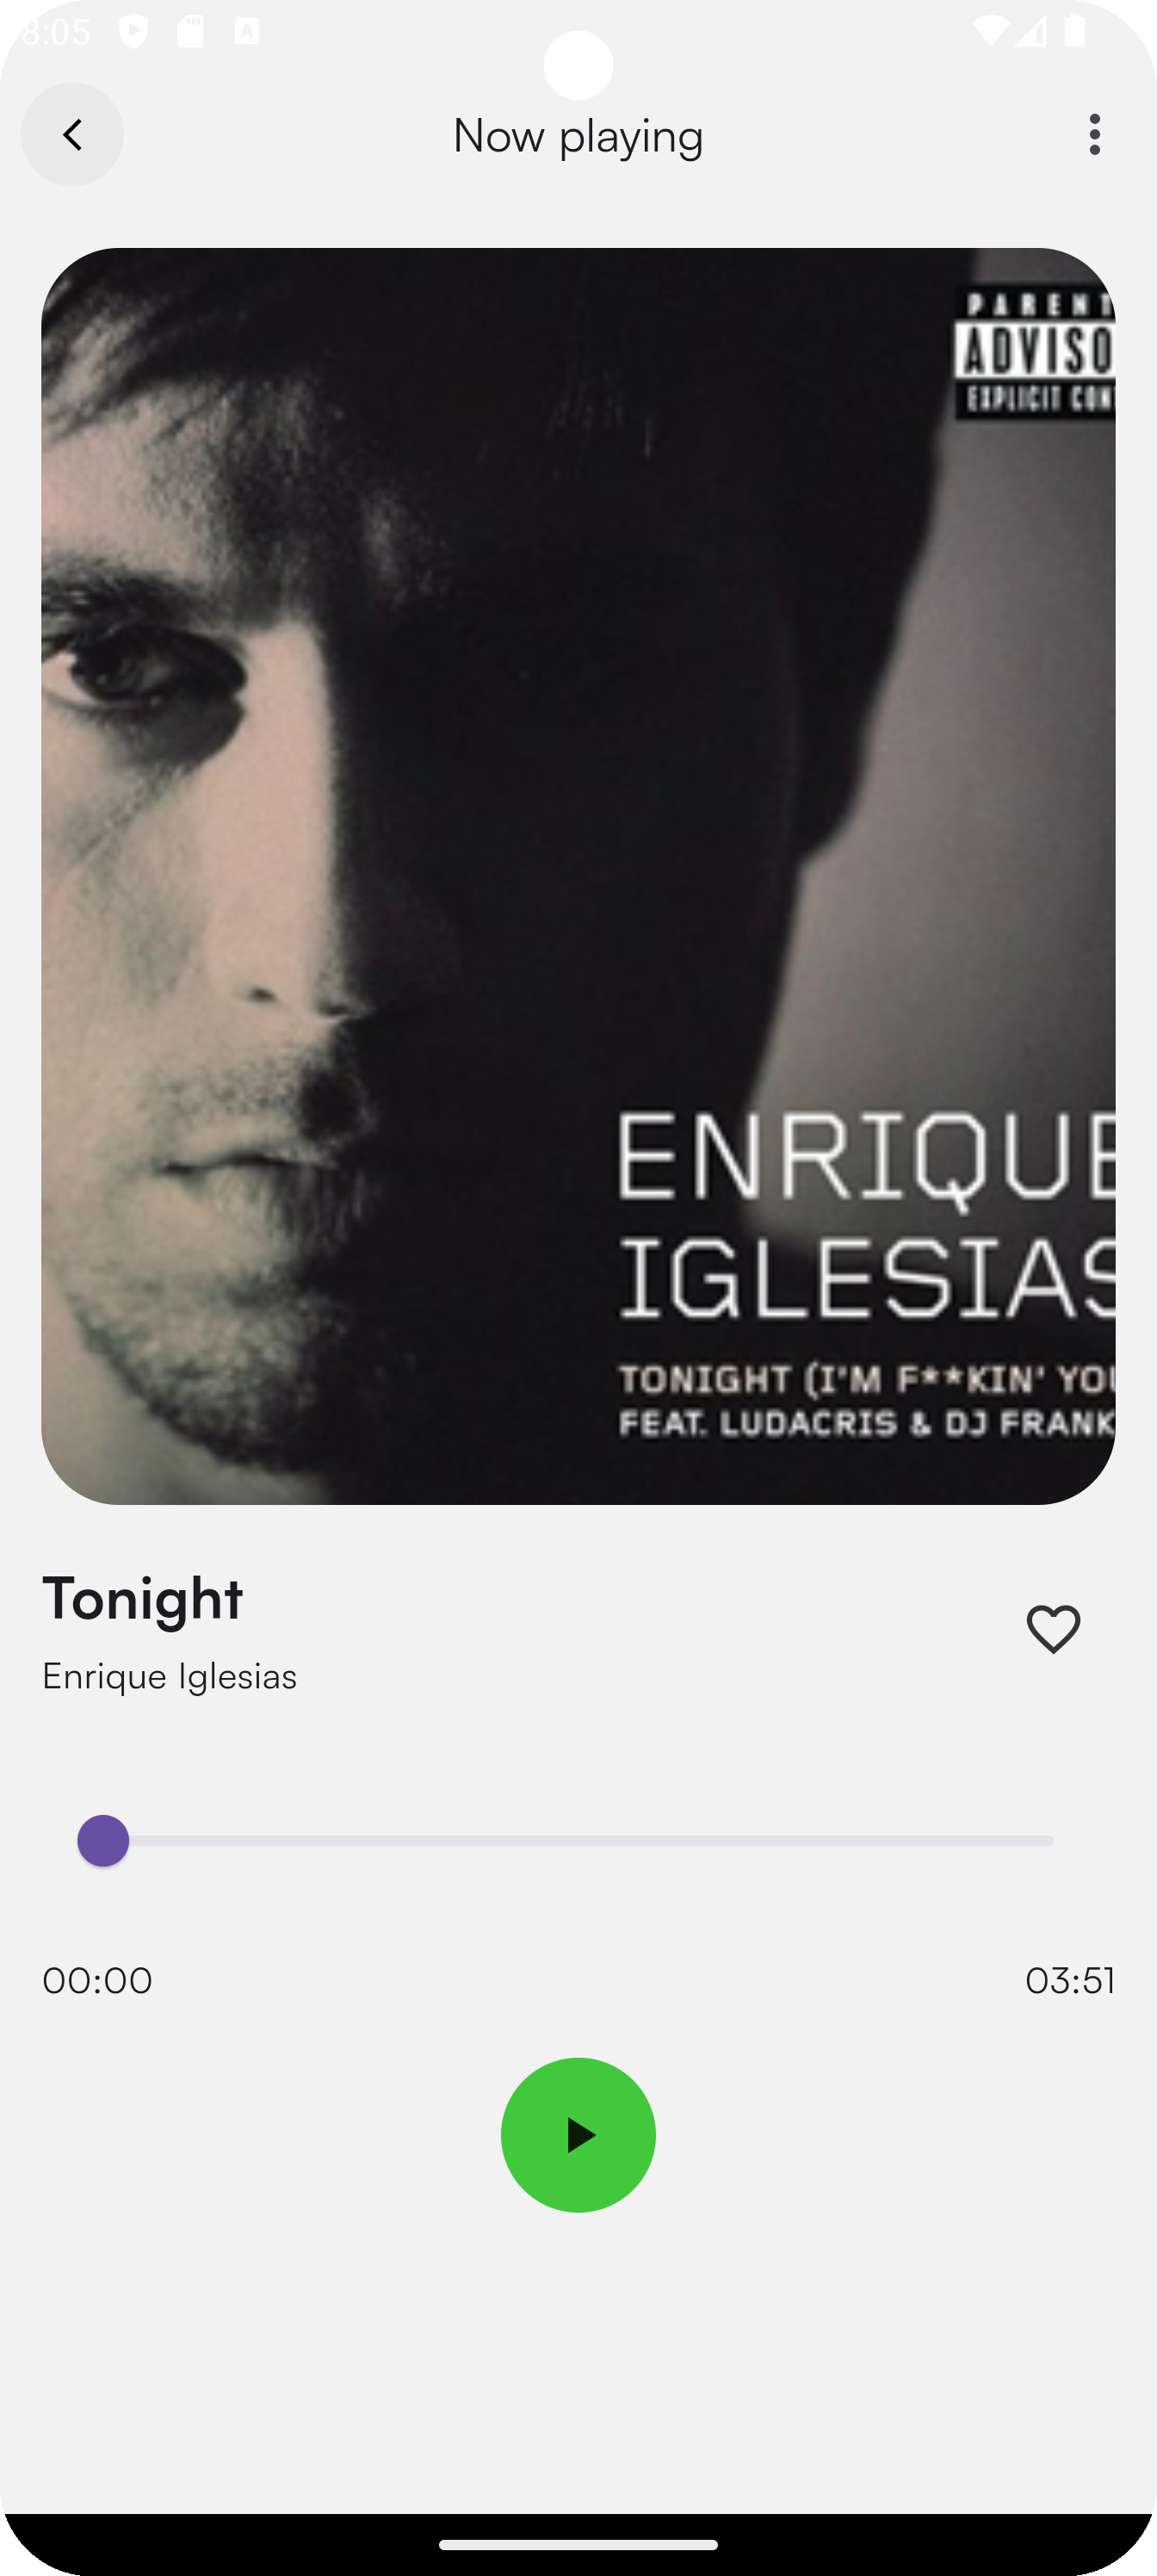 8:05
Now playing
PARENT
ADVISO
EXPLICIT CON
ENRIQUE
IGLESIAS
TONIGHT (I'M F**KIN' YOU
FEAT. LUDACRIS & DJ FRANK
Tonight
Enrique Iglesias
00:00
03:51